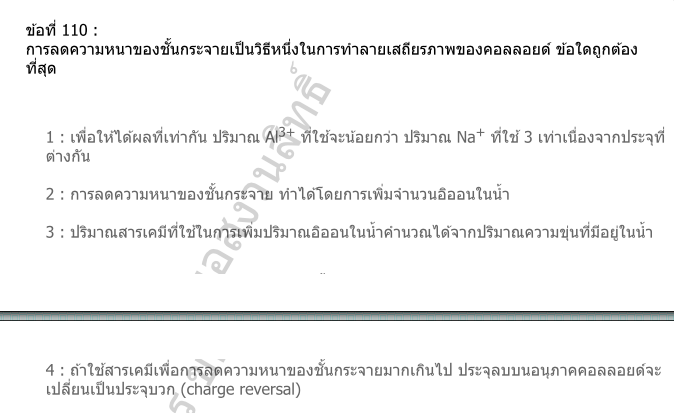 ข้อที่ 110 :
การลดความหนาของชั้นกระจายเป็นวิธีหนึ่งในการทำลายเสถียรภาพของคอลลอยด์ ข้อใดถูกต้อง
ที่สุด
1 : เพื่อให้ได้ผลที่เท่ากัน ปริมาณ Al³⁺ ที่ใช้จะน้อยกว่า ปริมาณ Na⁺ ที่ใช้ 3 เท่าเนื่องจากประจุที่
ต่างกัน
2 : การลดความหนาของชั้นกระจาย ทำได้โดยการเพิ่มจำนวนอิออนในน้ำ
3 : ปริมาณสารเคมีที่ใช้ในการเพิ่มปริมาณอิออนในน้ำคำนวณได้จากปริมาณความขุ่นที่มีอยู่ในน้ำ
4 : ถ้าใช้สารเคมีเพื่อการลดความหนาของชั้นกระจายมากเกินไป ประจุลบบนอนุภาคคอลลอยด์จะ
เปลี่ยนเป็นประจุบวก (charge reversal)